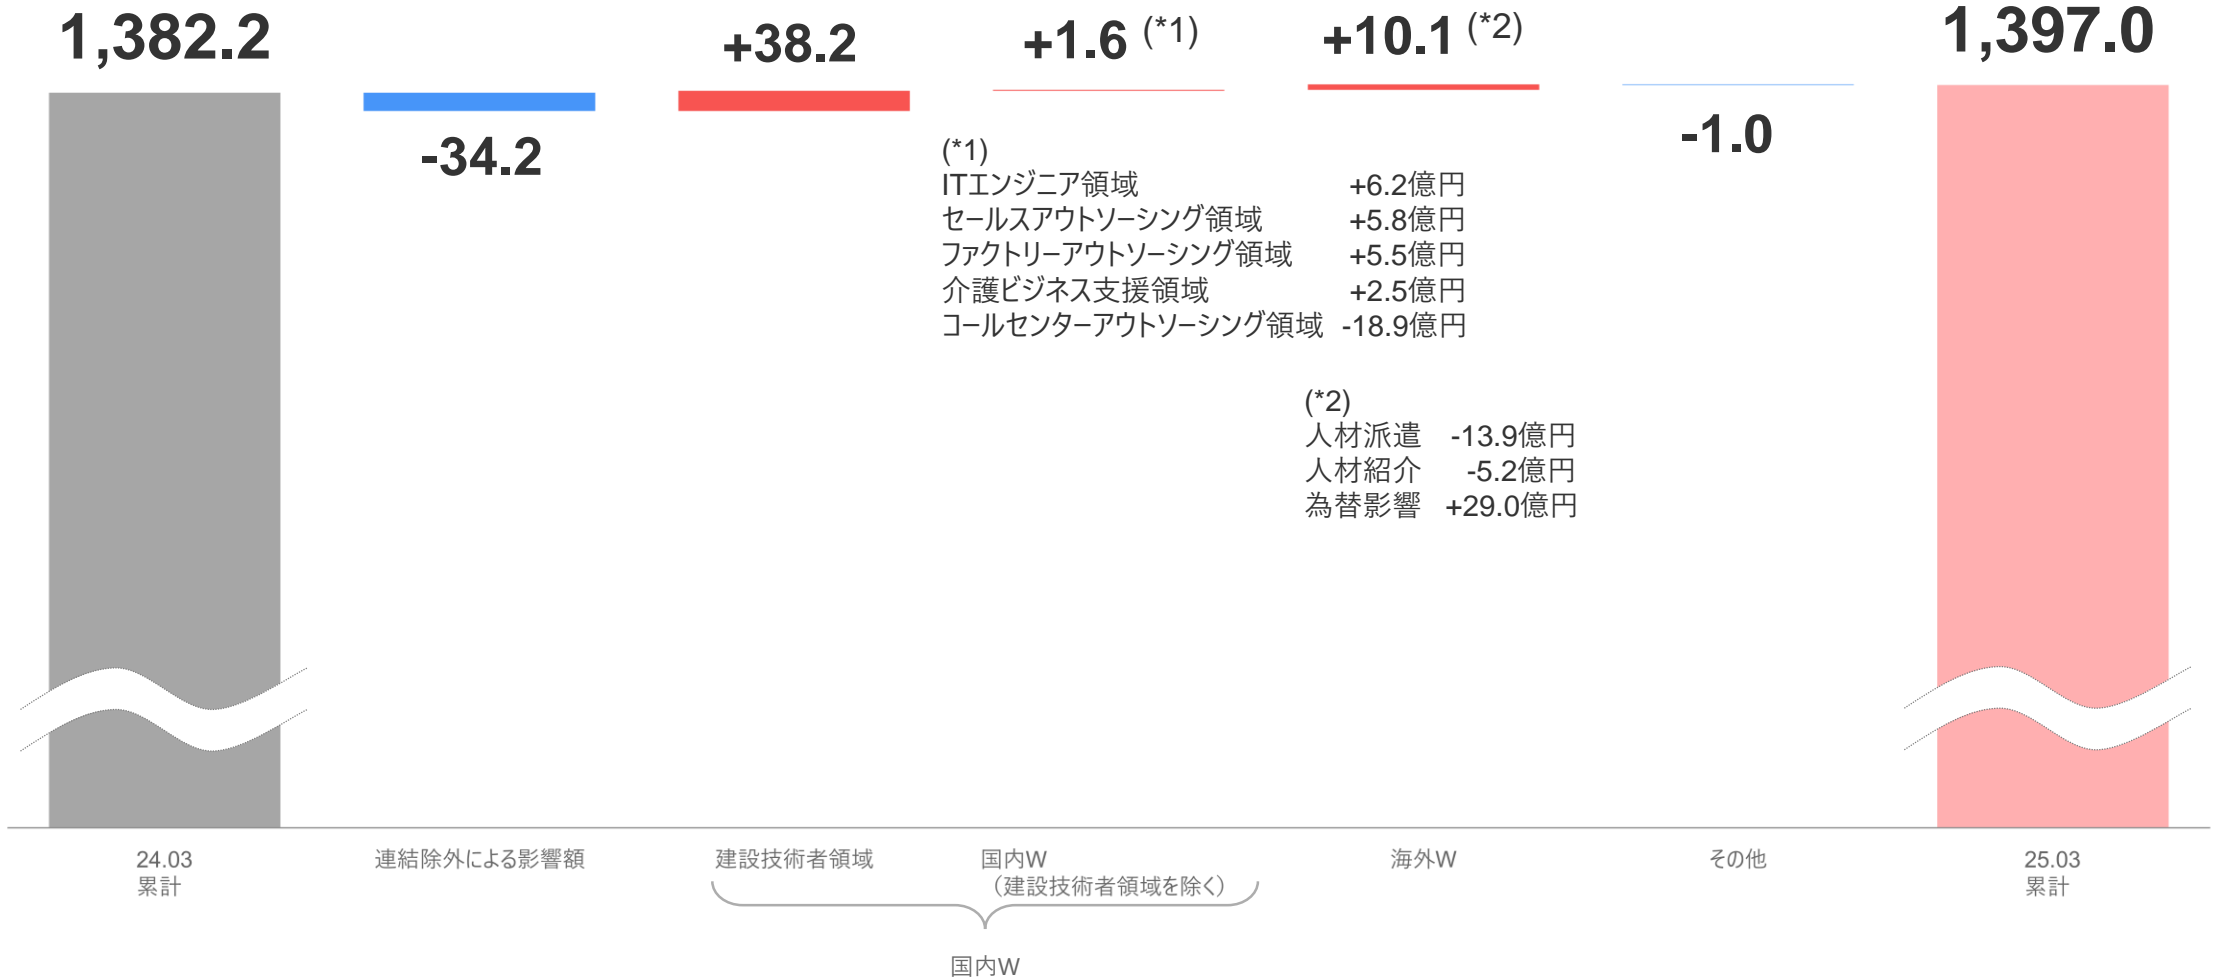 1,382.2
-34.2
+38.2
+1.6 (*1)
+10.1 (*2)
-1.0
1,397.0
(*1)
ITエンジニア領域 +6.2億円
セールスアウトソーシング領域 +5.8億円
ファクトリーアウトソーシング領域 +5.5億円
介護ビジネス支援領域 +2.5億円
コールセンターアウトソーシング領域 -18.9億円
(*2)
人材派遣 -13.9億円
人材紹介 -5.2億円
為替影響 +29.0億円
24.03
累計
連結除外による影響額
建設技術者領域
国内W
（建設技術者領域を除く）
海外W
その他
25.03
累計
国内W